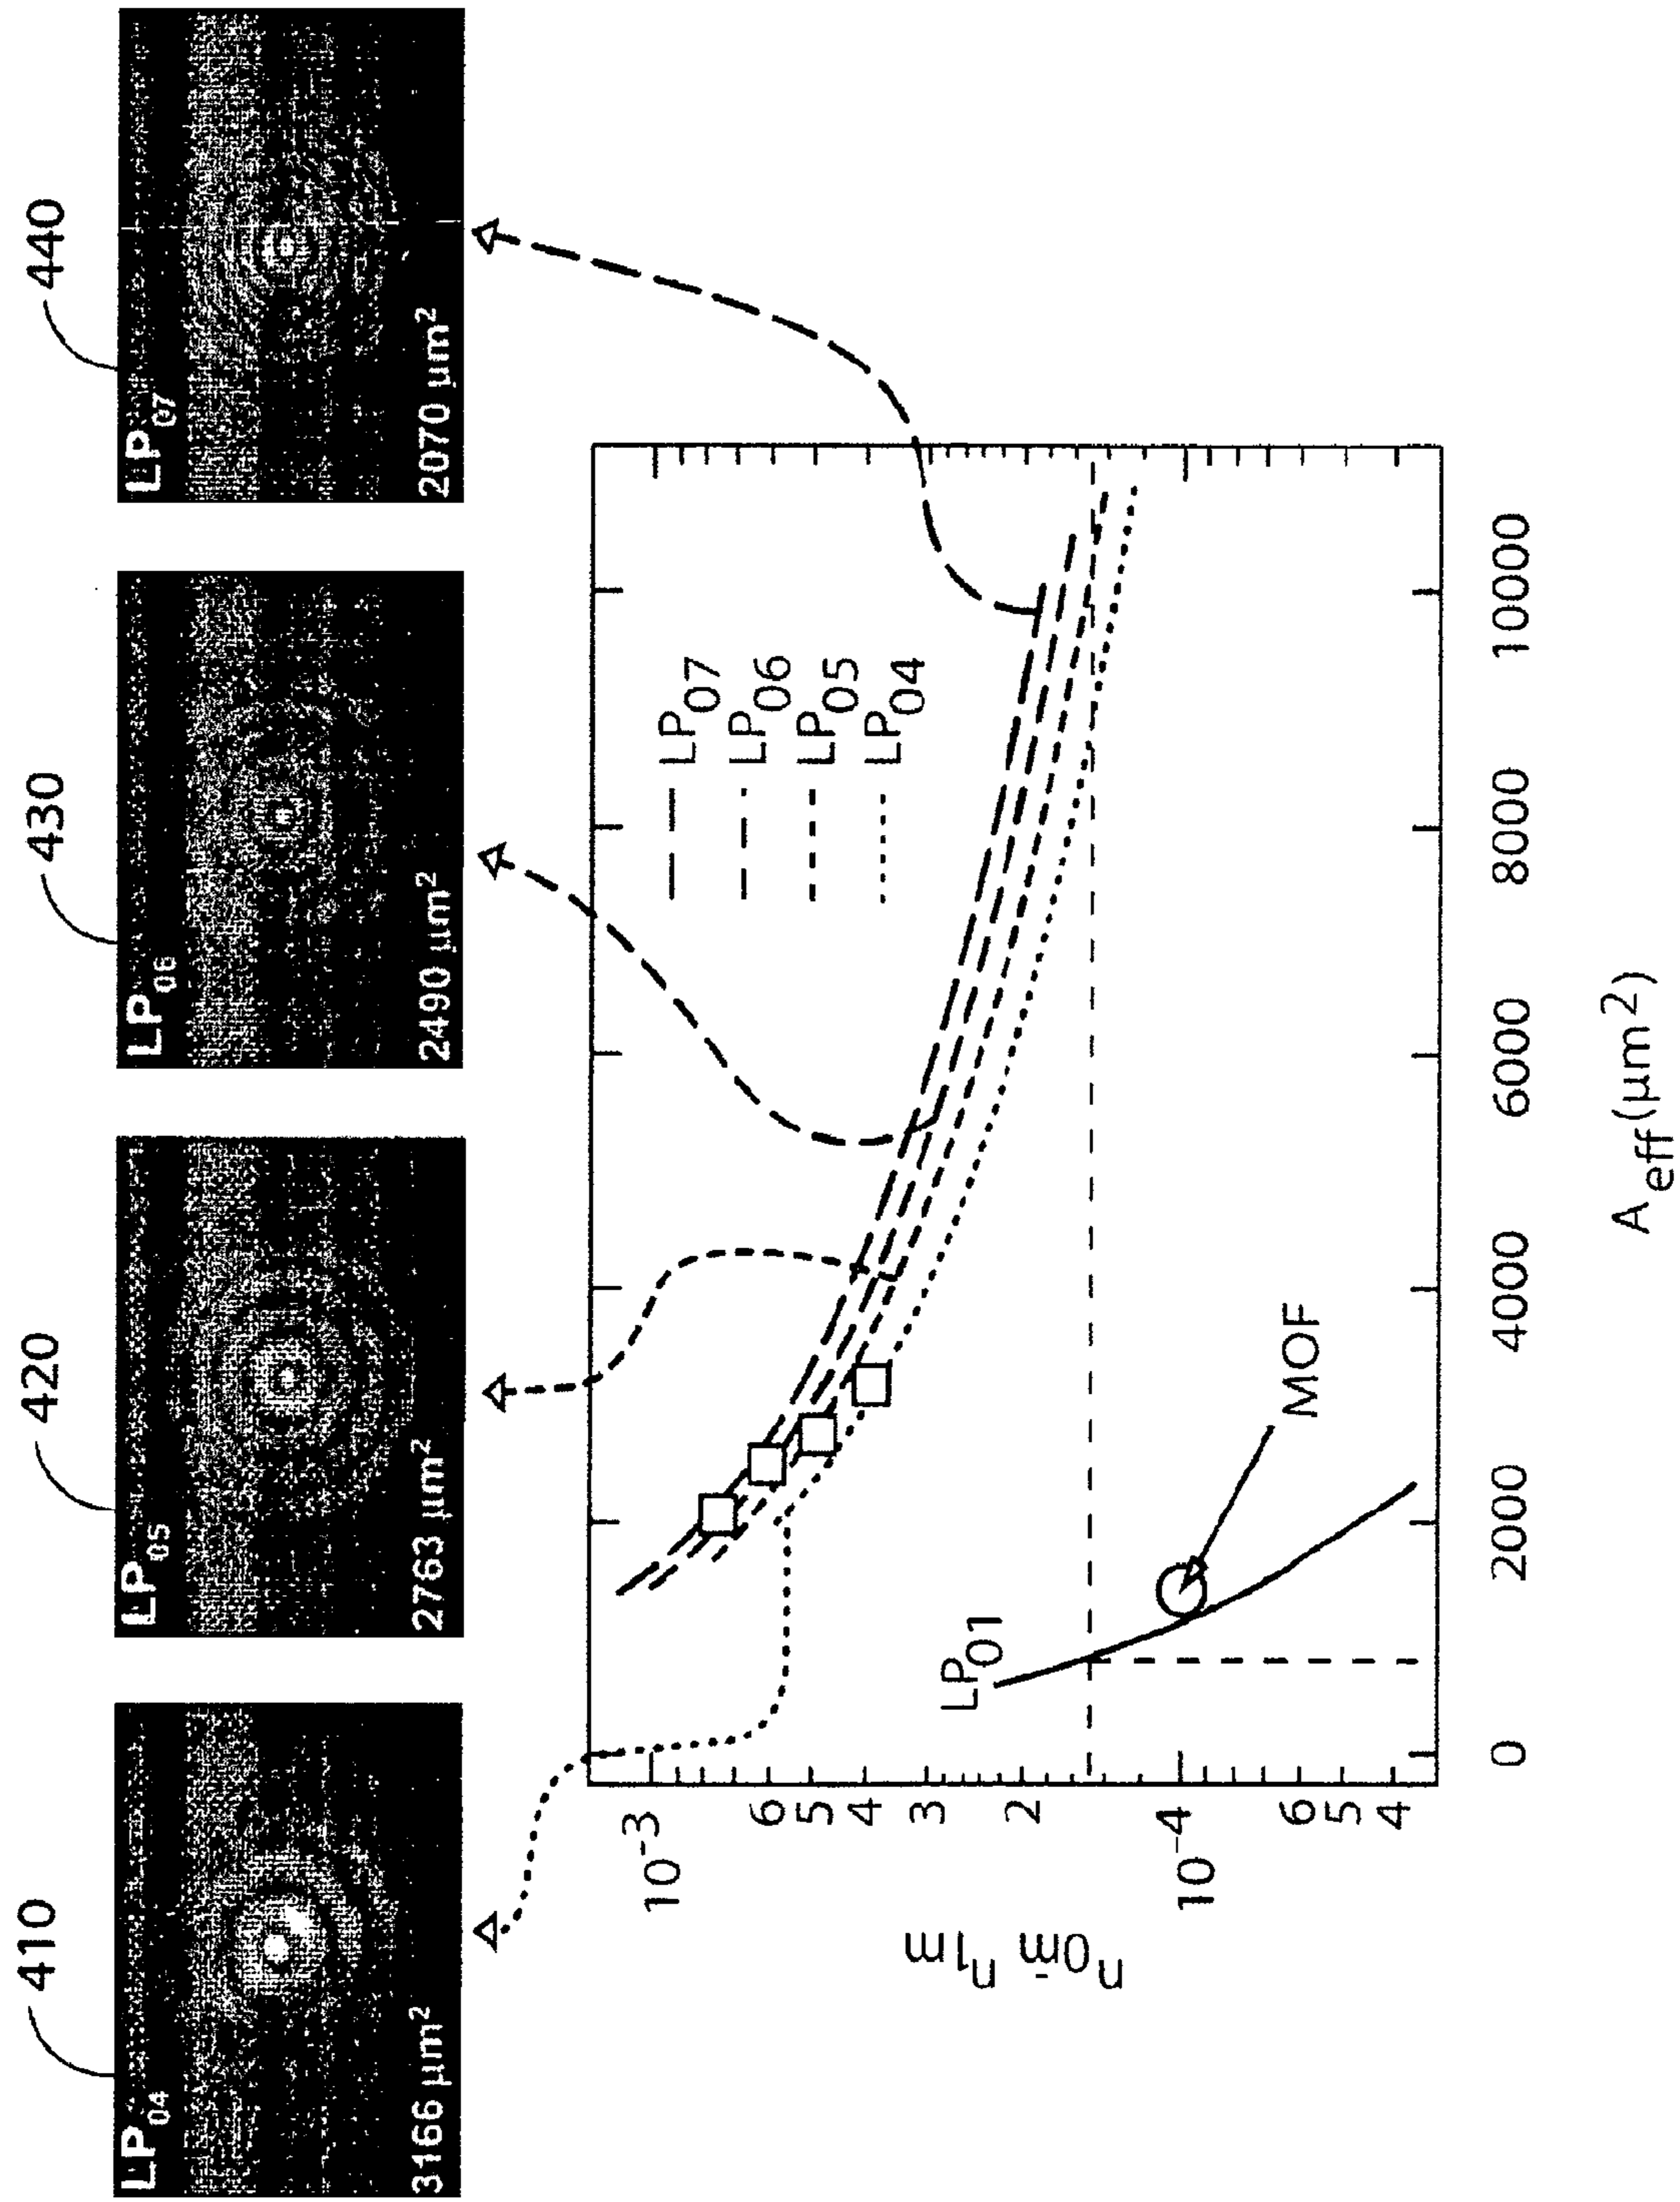 410
420
430
440
LP04
3166 μm²
LP05
2763 μm²
LP06
2490 μm²
LP07
2070 μm²
n0m - n1m
10⁻³
6
5
4
3
2
10⁻⁴
6
5
4
LP07
LP06
LP05
LP04
LP01
MOF
0
2000
4000
6000
8000
10000
Aeff(μm²)